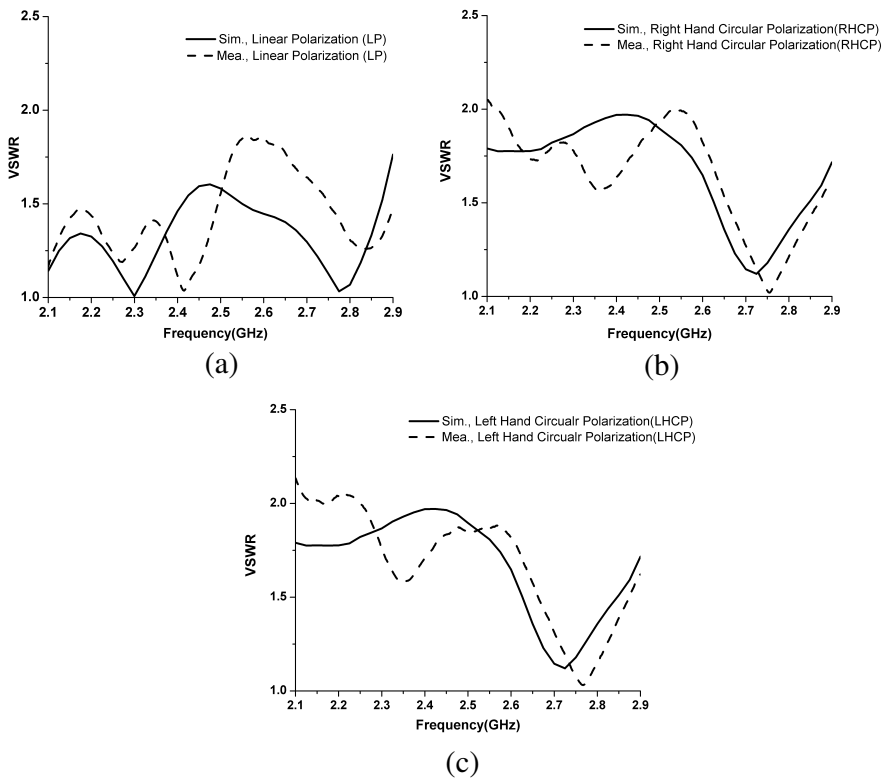 2.5
2.0
1.5
1.0
VSWR
Sim., Linear Polarization (LP)
Mea., Linear Polarization (LP)
2.1 2.2 2.3 2.4 2.5 2.6 2.7 2.8 2.9
Frequency(GHz)
(a)
2.5
2.0
1.5
1.0
VSWR
Sim., Right Hand Circular Polarization(RHCP)
Mea., Right Hand Circular Polarization(RHCP)
2.1 2.2 2.3 2.4 2.5 2.6 2.7 2.8 2.9
Frequency(GHz)
(b)
2.5
2.0
1.5
1.0
VSWR
Sim., Left Hand Circualr Polarization(LHCP)
Mea., Left Hand Circualr Polarization(LHCP)
2.1 2.2 2.3 2.4 2.5 2.6 2.7 2.8 2.9
Frequency(GHz)
(c)